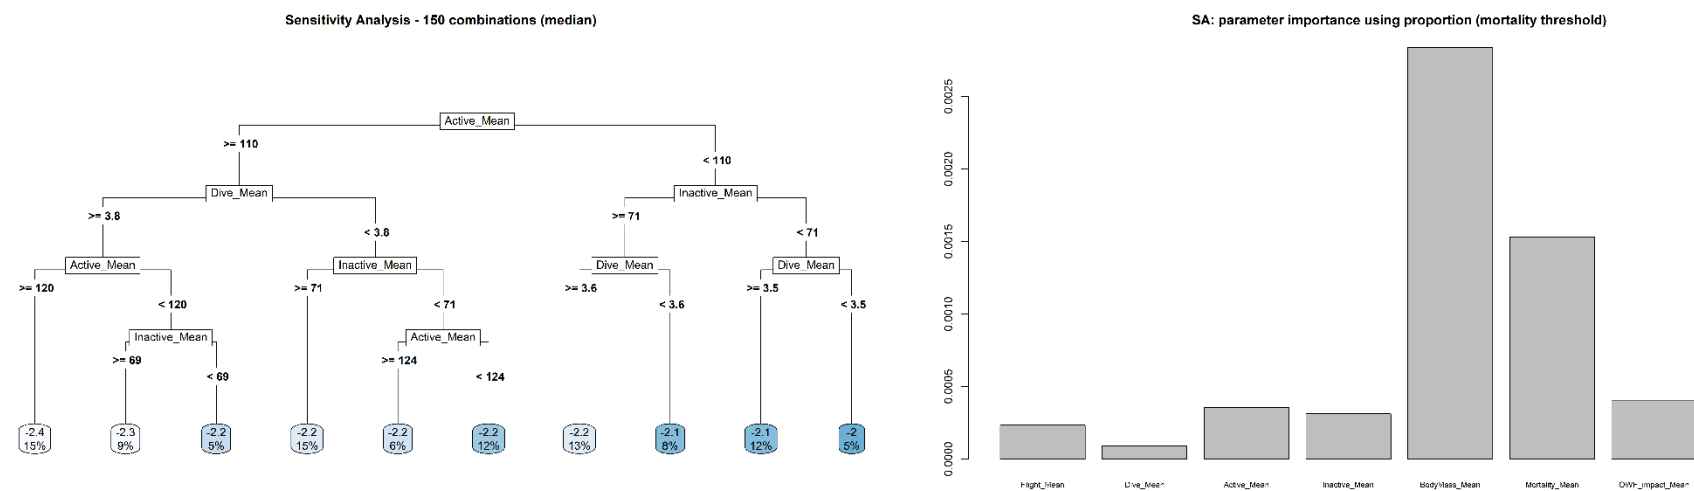 Sensitivity Analysis - 150 combinations (median)
Active_Mean
>= 110
< 110
Dive_Mean
Inactive_Mean
>= 3.8
< 3.8
>= 71
< 71
Active_Mean
Inactive_Mean
Dive_Mean
Dive_Mean
>= 120
< 120
>= 71
< 71
>= 3.6
< 3.6
>= 3.5
< 3.5
Inactive_Mean
Active_Mean
>= 69
< 69
>= 124
< 124
-2.4
15%
-2.3
9%
-2.2
5%
-2.2
15%
-2.2
6%
-2.2
12%
-2.2
13%
-2.1
8%
-2.1
12%
-2
5%
SA: parameter importance using proportion (mortality threshold)
0.0025
0.0020
0.0015
0.0010
0.0005
0.0000
Flight_Mean
Dive_Mean
Active_Mean
Inactive_Mean
BodyMass_Mean
Mortality_Mean
OWF_Impact_Mean